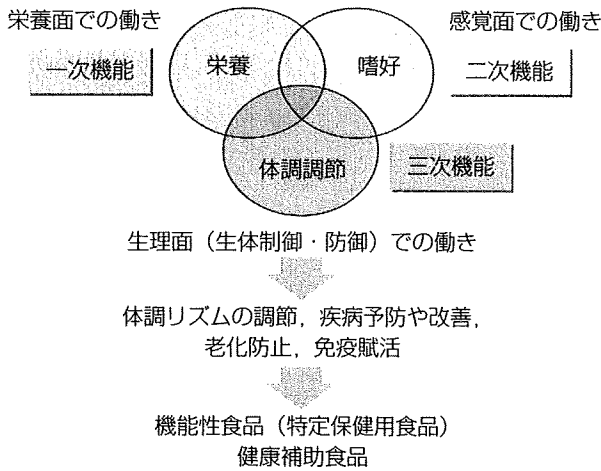 栄養面での働き
感覚面での働き
一次機能
栄養
嗜好
二次機能
体調調節
三次機能
生理面（生体制御・防御）での働き
体調リズムの調節，疾病予防や改善，
老化防止，免疫賦活
機能性食品（特定保健用食品）
健康補助食品